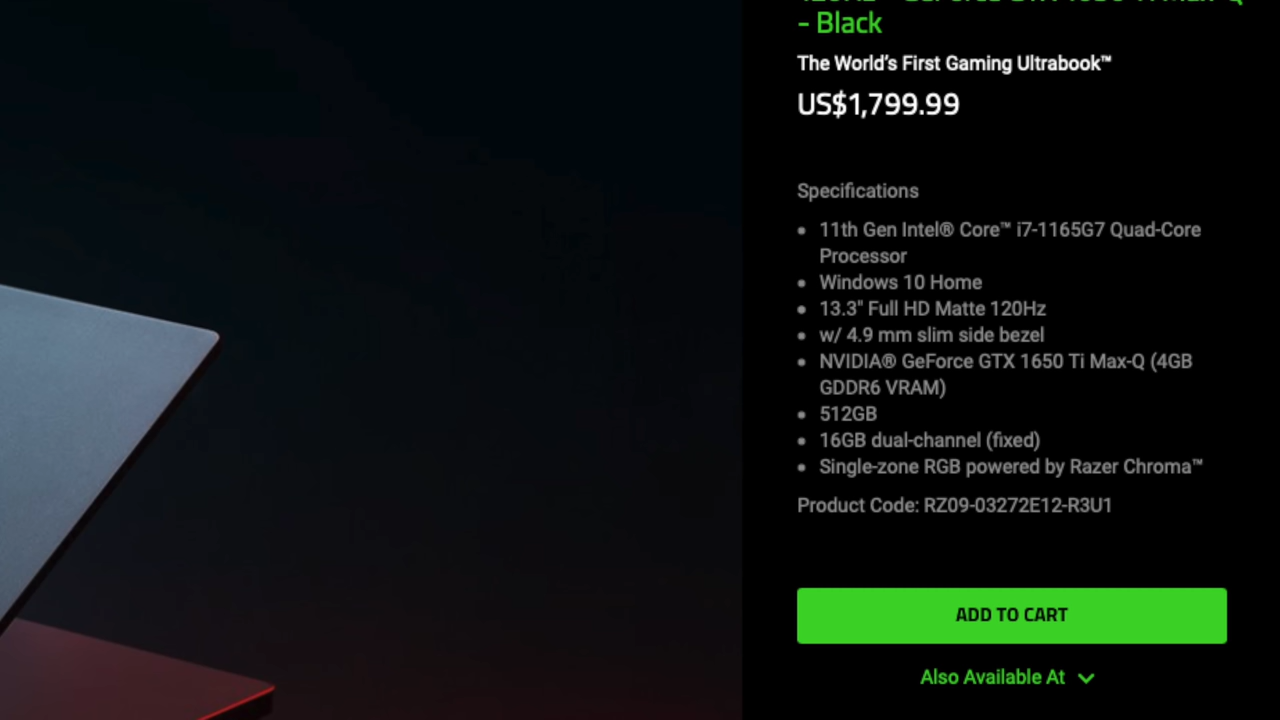 - Black
The World's First Gaming Ultrabook™
US$1,799.99
Specifications
• 11th Gen Intel® Core™ i7-1165G7 Quad-Core
Processor
• Windows 10 Home
• 13.3" Full HD Matte 120Hz
• w/ 4.9 mm slim side bezel
• NVIDIA® GeForce GTX 1650 Ti Max-Q (4GB
GDDR6 VRAM)
• 512GB
• 16GB dual-channel (fixed)
• Single-zone RGB powered by Razer Chroma™
Product Code: RZ09-03272E12-R3U1
ADD TO CART
Also Available At